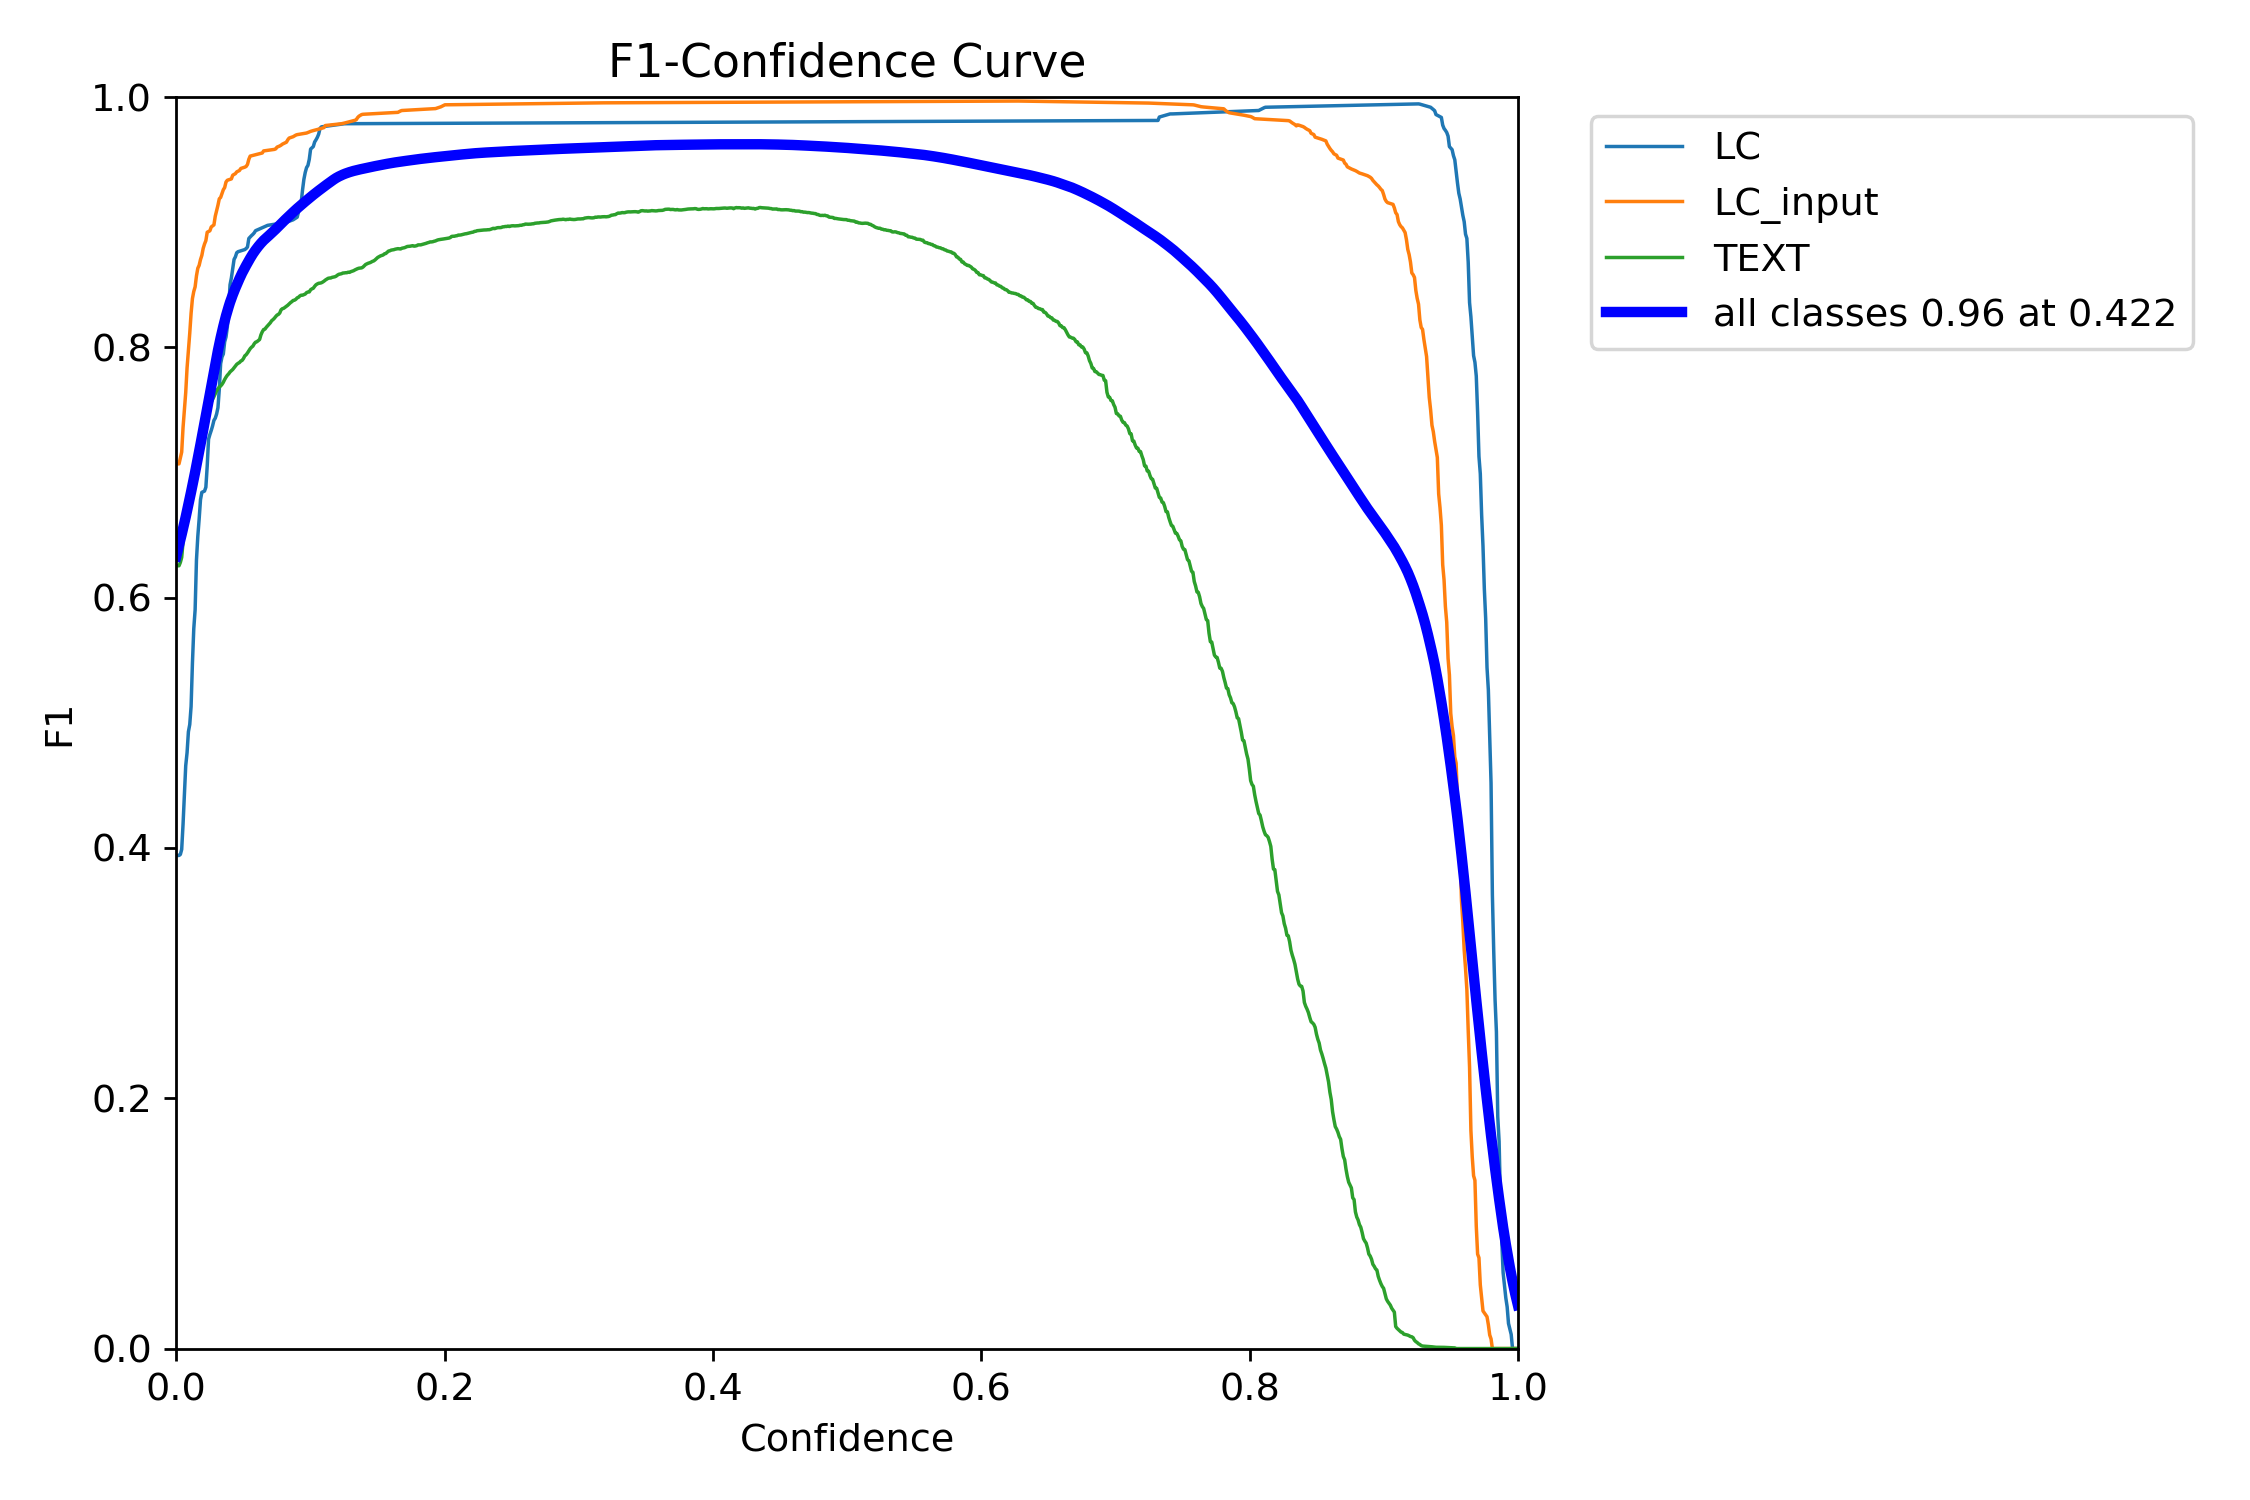 F1-Confidence Curve
1.0
0.8
0.6
0.4
0.2
0.0
F1
0.0 0.2 0.4 0.6 0.8 1.0
Confidence
LC
LC_input
TEXT
all classes 0.96 at 0.422